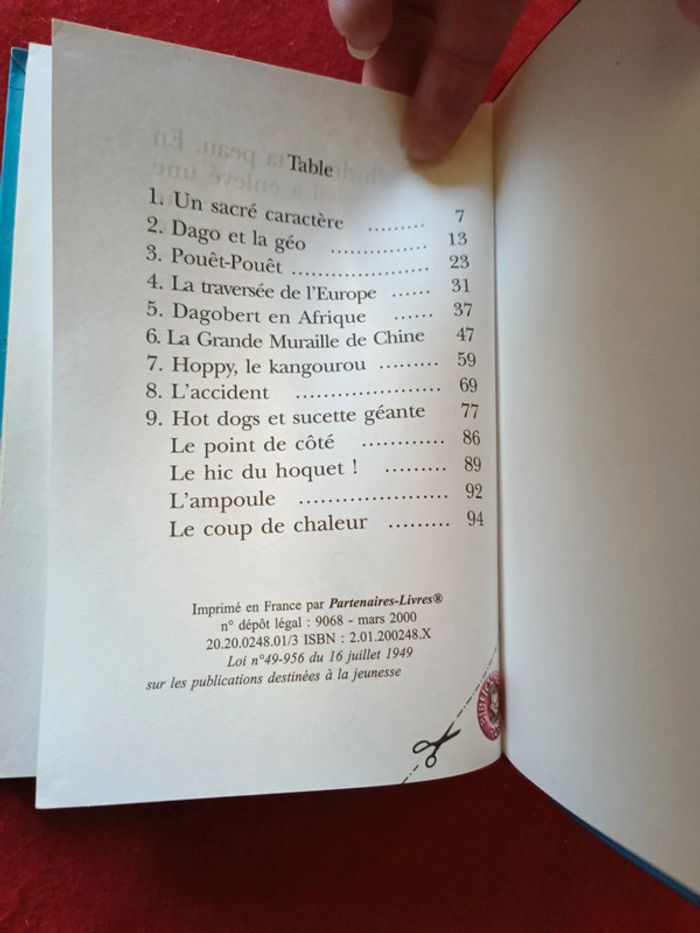 Table
1. Un sacré caractère ......... 7
2. Dago et la géo .............. 13
3. Pouêt-Pouêt .................... 23
4. La traversée de l'Europe ...... 31
5. Dagobert en Afrique ...... 37
6. La Grande Muraille de Chine 47
7. Hoppy, le kangourou ......... 59
8. L'accident ..................... 69
9. Hot dogs et sucette géante 77
Le point de côté ............ 86
Le hic du hoquet ! ......... 89
L'ampoule ...................... 92
Le coup de chaleur ......... 94
Imprimé en France par Partenaires-Livres®
n° dépôt légal : 9068 - mars 2000
20.20.0248.01/3 ISBN : 2.01.200248.X
Loi n°49-956 du 16 juillet 1949
sur les publications destinées à la jeunesse